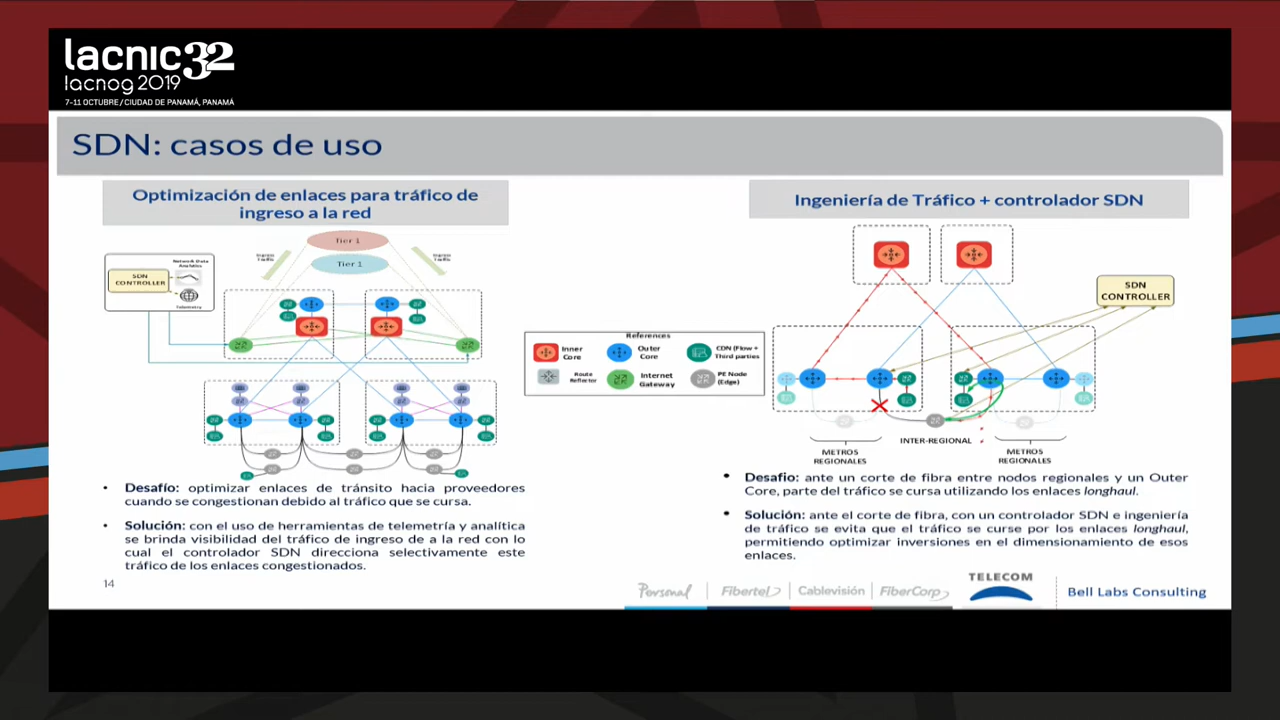 lacnic32
lacnog 2019
7-11 OCTUBRE / CIUDAD DE PANAMÁ, PANAMÁ
SDN: casos de uso
Optimización de enlaces para tráfico de
ingreso a la red
Tier 1
Tier 1
Ingress
Traffic
Ingress
Traffic
SDN
CONTROLLER
Network Data
Analytics
Telemetry
References
Inner
Core
Outer
Core
CDN (Flow +
Third parties
Route
Reflector
Internet
Gateway
PE Node
(Edge)
Ingeniería de Tráfico + controlador SDN
SDN
CONTROLLER
METROS
REGIONALES
INTER-REGIONAL
METROS
REGIONALES
• Desafío: optimizar enlaces de tránsito hacia proveedores
cuando se congestionan debido al tráfico que se cursa.
• Solución: con el uso de herramientas de telemetría y analítica
se brinda visibilidad del tráfico de ingreso de a la red con lo
cual el controlador SDN direcciona selectivamente este
tráfico de los enlaces congestionados.
• Desafio: ante un corte de fibra entre nodos regionales y un Outer
Core, parte del tráfico se cursa utilizando los enlaces longhaul.
• Solución: ante el corte de fibra, con un controlador SDN e ingeniería
de tráfico se evita que el tráfico se curse por los enlaces longhaul,
permitiendo optimizar inversiones en el dimensionamiento de esos
enlaces.
14
Personal
Fibertel
Cablevisión
FiberCorp
TELECOM
Bell Labs Consulting